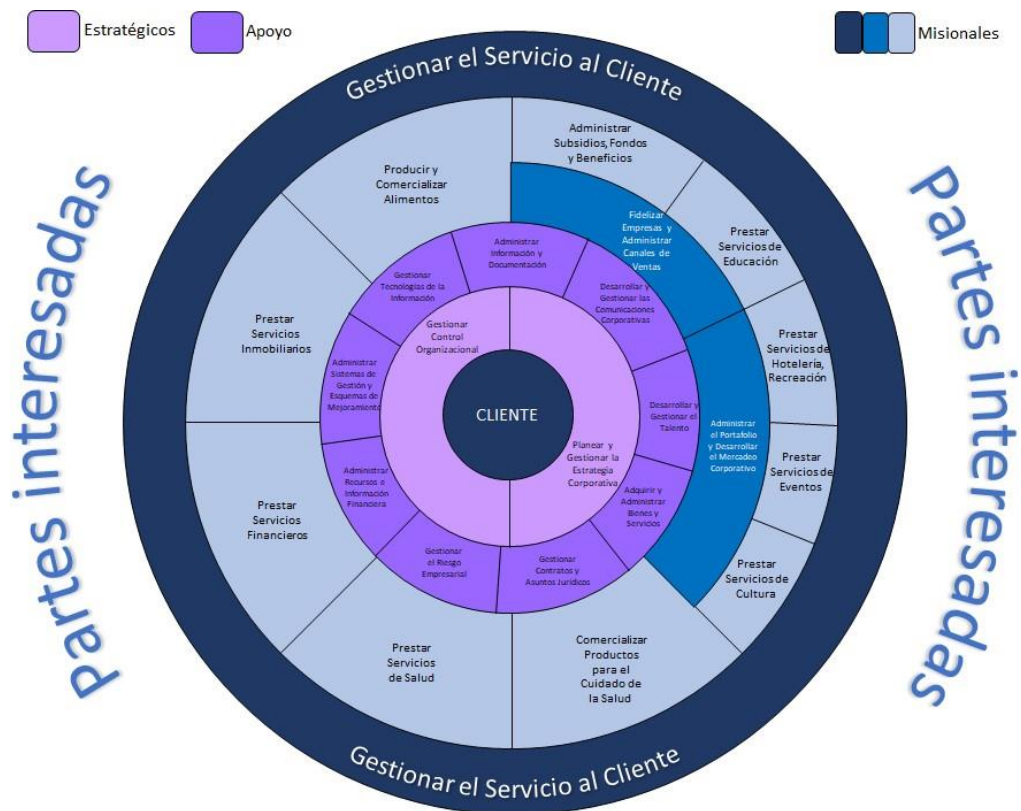 Estratégicos
Apoyo
Misionales
Gestionar el Servicio al Cliente
Partes interesadas
Partes interesadas
Producir y
Comercializar
Alimentos
Administrar
Subsidios, Fondos
y Beneficios
Fidelizar
Empresas y
Administrar
Canales de
Ventas
Prestar
Servicios de
Educación
Administrar
Información y
Documentación
Gestionar
Tecnologías de la
Información
Desarrollar y
Gestionar las
Comunicaciones
Corporativas
Prestar
Servicios
Inmobiliarios
Gestionar
Control
Organizacional
Prestar
Servicios de
Hotelería,
Recreación
Administrar
Sistemas de
Gestión y
Esquemas de
Mejoramiento
CLIENTE
Desarrollar y
Gestionar el
Talento
Administrar
el Portafolio
y Desarrollar
el Mercadeo
Corporativo
Planear y
Gestionar la
Estrategia
Corporativa
Prestar
Servicios de
Eventos
Administrar
Recursos e
Información
Financiera
Adquirir y
Administrar
Bienes y
Servicios
Prestar
Servicios
Financieros
Gestionar
el Riesgo
Empresarial
Gestionar
Contratos y
Asuntos Jurídicos
Prestar
Servicios de
Cultura
Prestar
Servicios
de Salud
Comercializar
Productos
para el
Cuidado de
la Salud
Gestionar el Servicio al Cliente